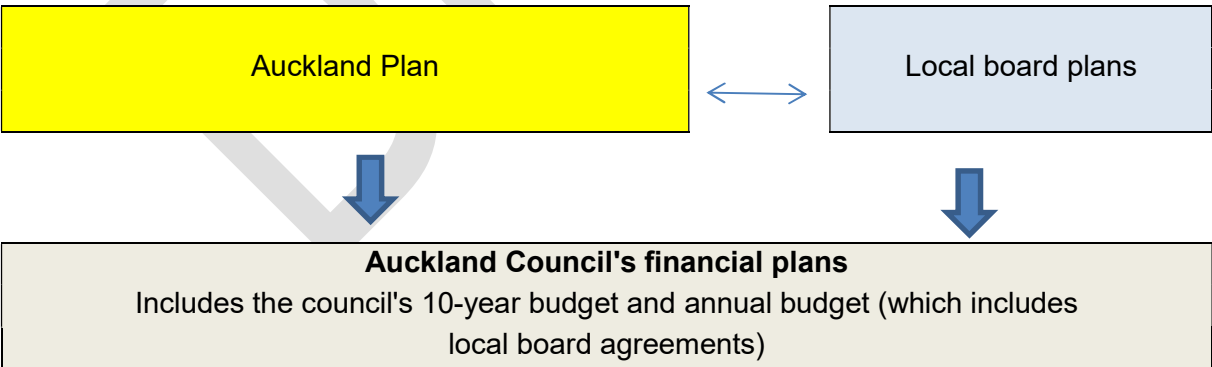 Auckland Plan
Local board plans
Auckland Council's financial plans
Includes the council's 10-year budget and annual budget (which includes
local board agreements)